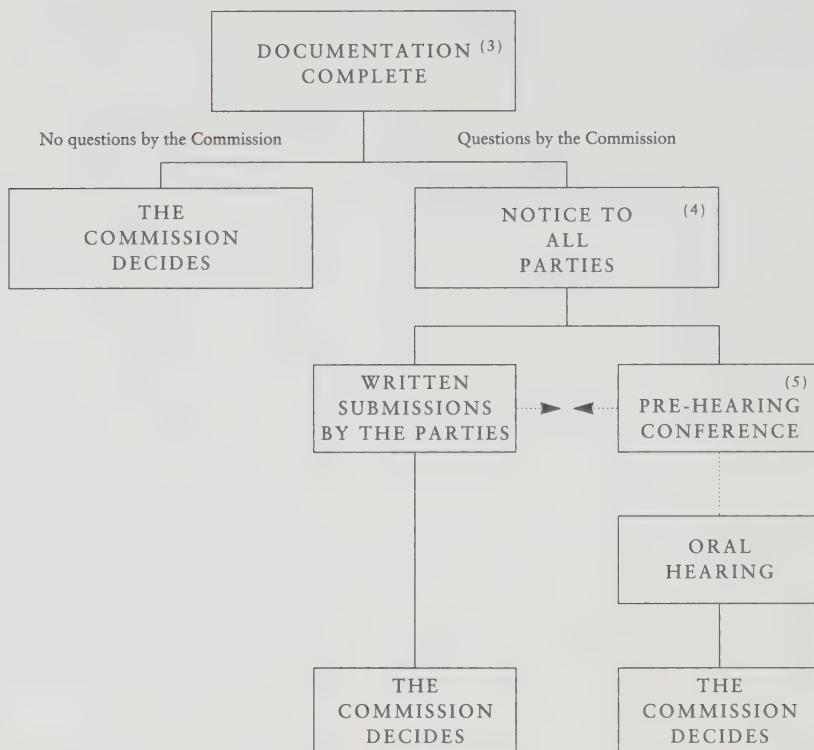 DOCUMENTATION (3)
COMPLETE
No questions by the Commission
Questions by the Commission
THE
COMMISSION
DECIDES
NOTICE TO (4)
ALL
PARTIES
WRITTEN
SUBMISSIONS
BY THE PARTIES
(5)
PRE-HEARING
CONFERENCE
ORAL
HEARING
THE
COMMISSION
DECIDES
THE
COMMISSION
DECIDES